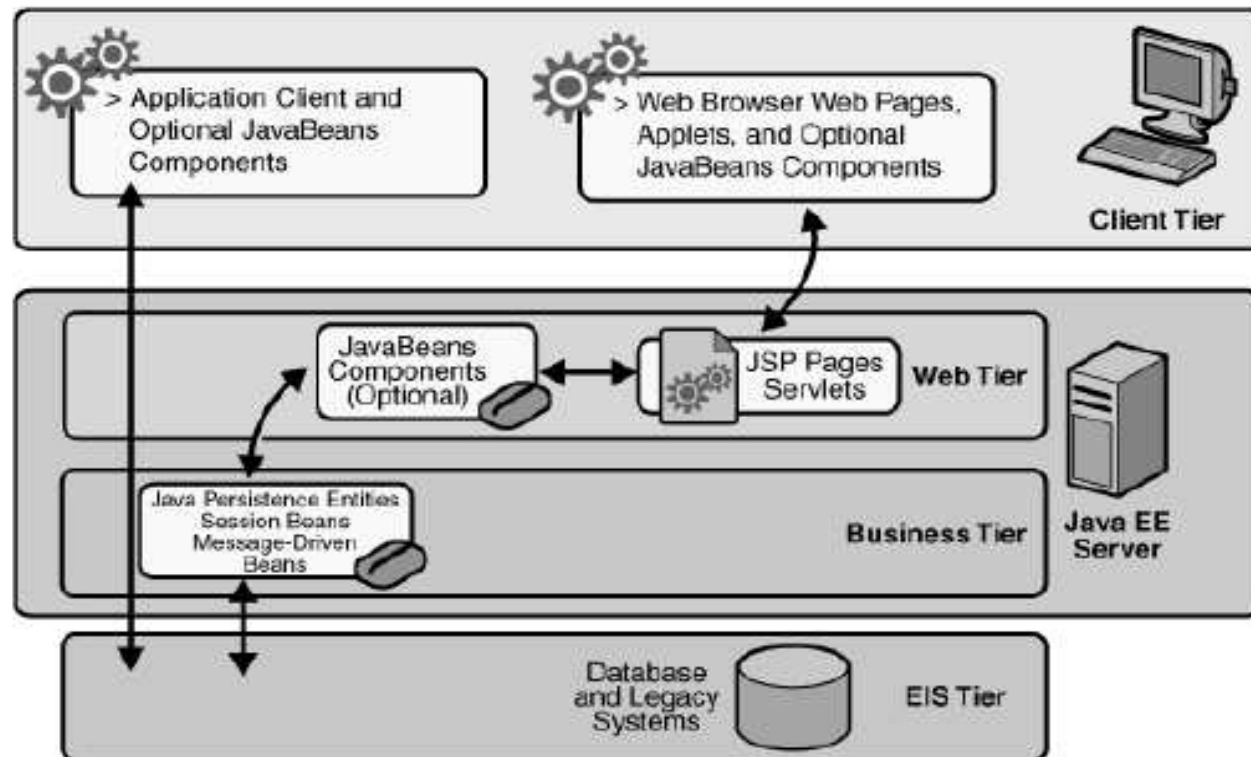 > Application Client and
Optional JavaBeans
Components
> Web Browser Web Pages,
Applets, and Optional
JavaBeans Components
Client Tier
JavaBeans
Components
(Optional)
JSP Pages
Servlets
Web Tier
Java Persistence Entities
Session Beans
Message-Driven
Beans
Business Tier
Java EE
Server
Database
and Legacy
Systems
EIS Tier